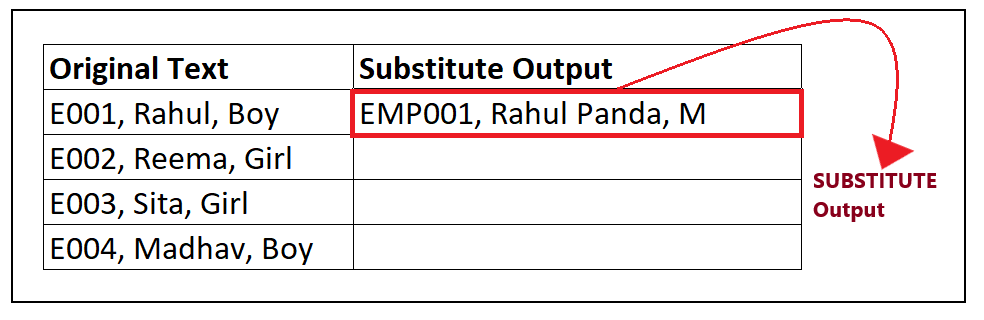 Original Text Substitute Output
E001, Rahul, Boy EMP001, Rahul Panda, M
E002, Reema, Girl
E003, Sita, Girl
E004, Madhav, Boy
SUBSTITUTE
Output